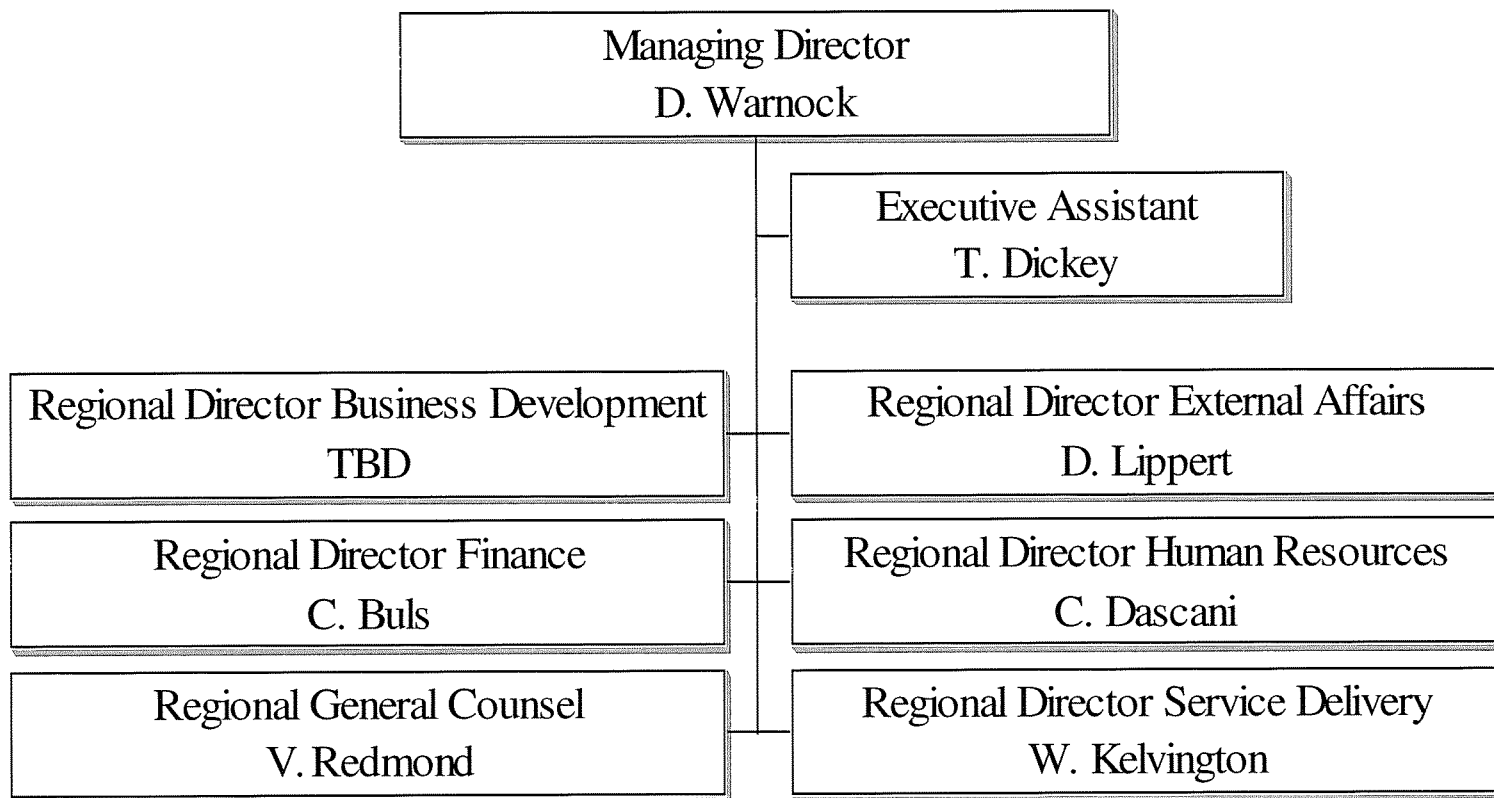 Managing Director
D. Warnock
Executive Assistant
T. Dickey
Regional Director Business Development
TBD
Regional Director External Affairs
D. Lippert
Regional Director Finance
C. Buls
Regional Director Human Resources
C. Dascani
Regional General Counsel
V. Redmond
Regional Director Service Delivery
W. Kelvington